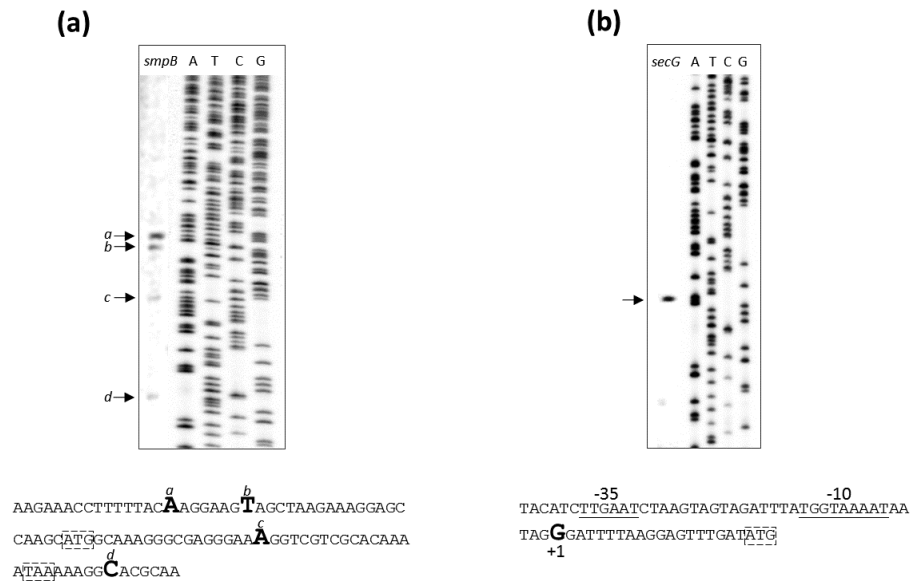 (a)
smpB A T C G
a
b
c
d
a b
AAGAAACCTTTTTACAAGGAAGTAGCTAAGAAAGGAGC
c
CAAGCATGGCAAAGGGCGAGGGAAAGGTCGTCGCACAAA
d
ATAAAAAGGCACGCAA
(b)
secG A T C G
-35 -10
TACATCTTGAATCTAAGTAGTAGATTTATGGTAAAATAA
TAGGGATTTTAAGGAGTTTGATATG
+1